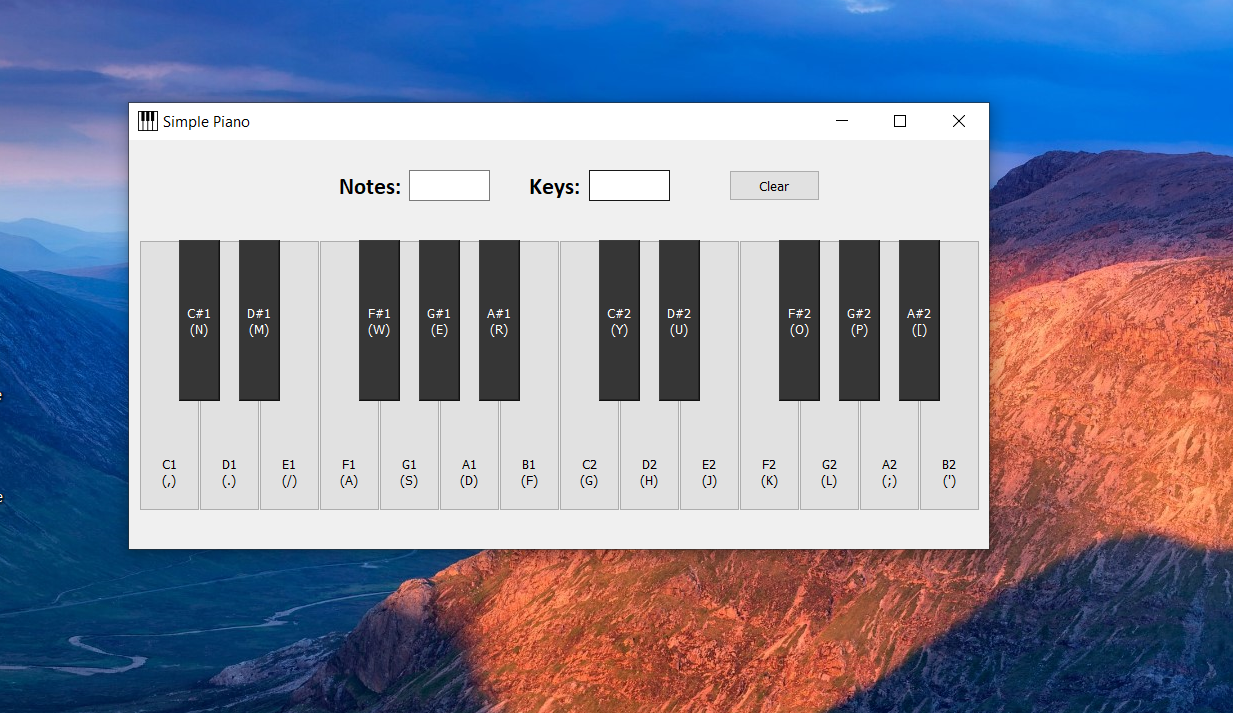 Simple Piano
Notes:
Keys:
Clear
C#1
(N)
D#1
(M)
F#1
(W)
G#1
(E)
A#1
(R)
C#2
(Y)
D#2
(U)
F#2
(O)
G#2
(P)
A#2
([)
C1
(,)
D1
(.)
E1
(/)
F1
(A)
G1
(S)
A1
(D)
B1
(F)
C2
(G)
D2
(H)
E2
(J)
F2
(K)
G2
(L)
A2
(;)
B2
(')